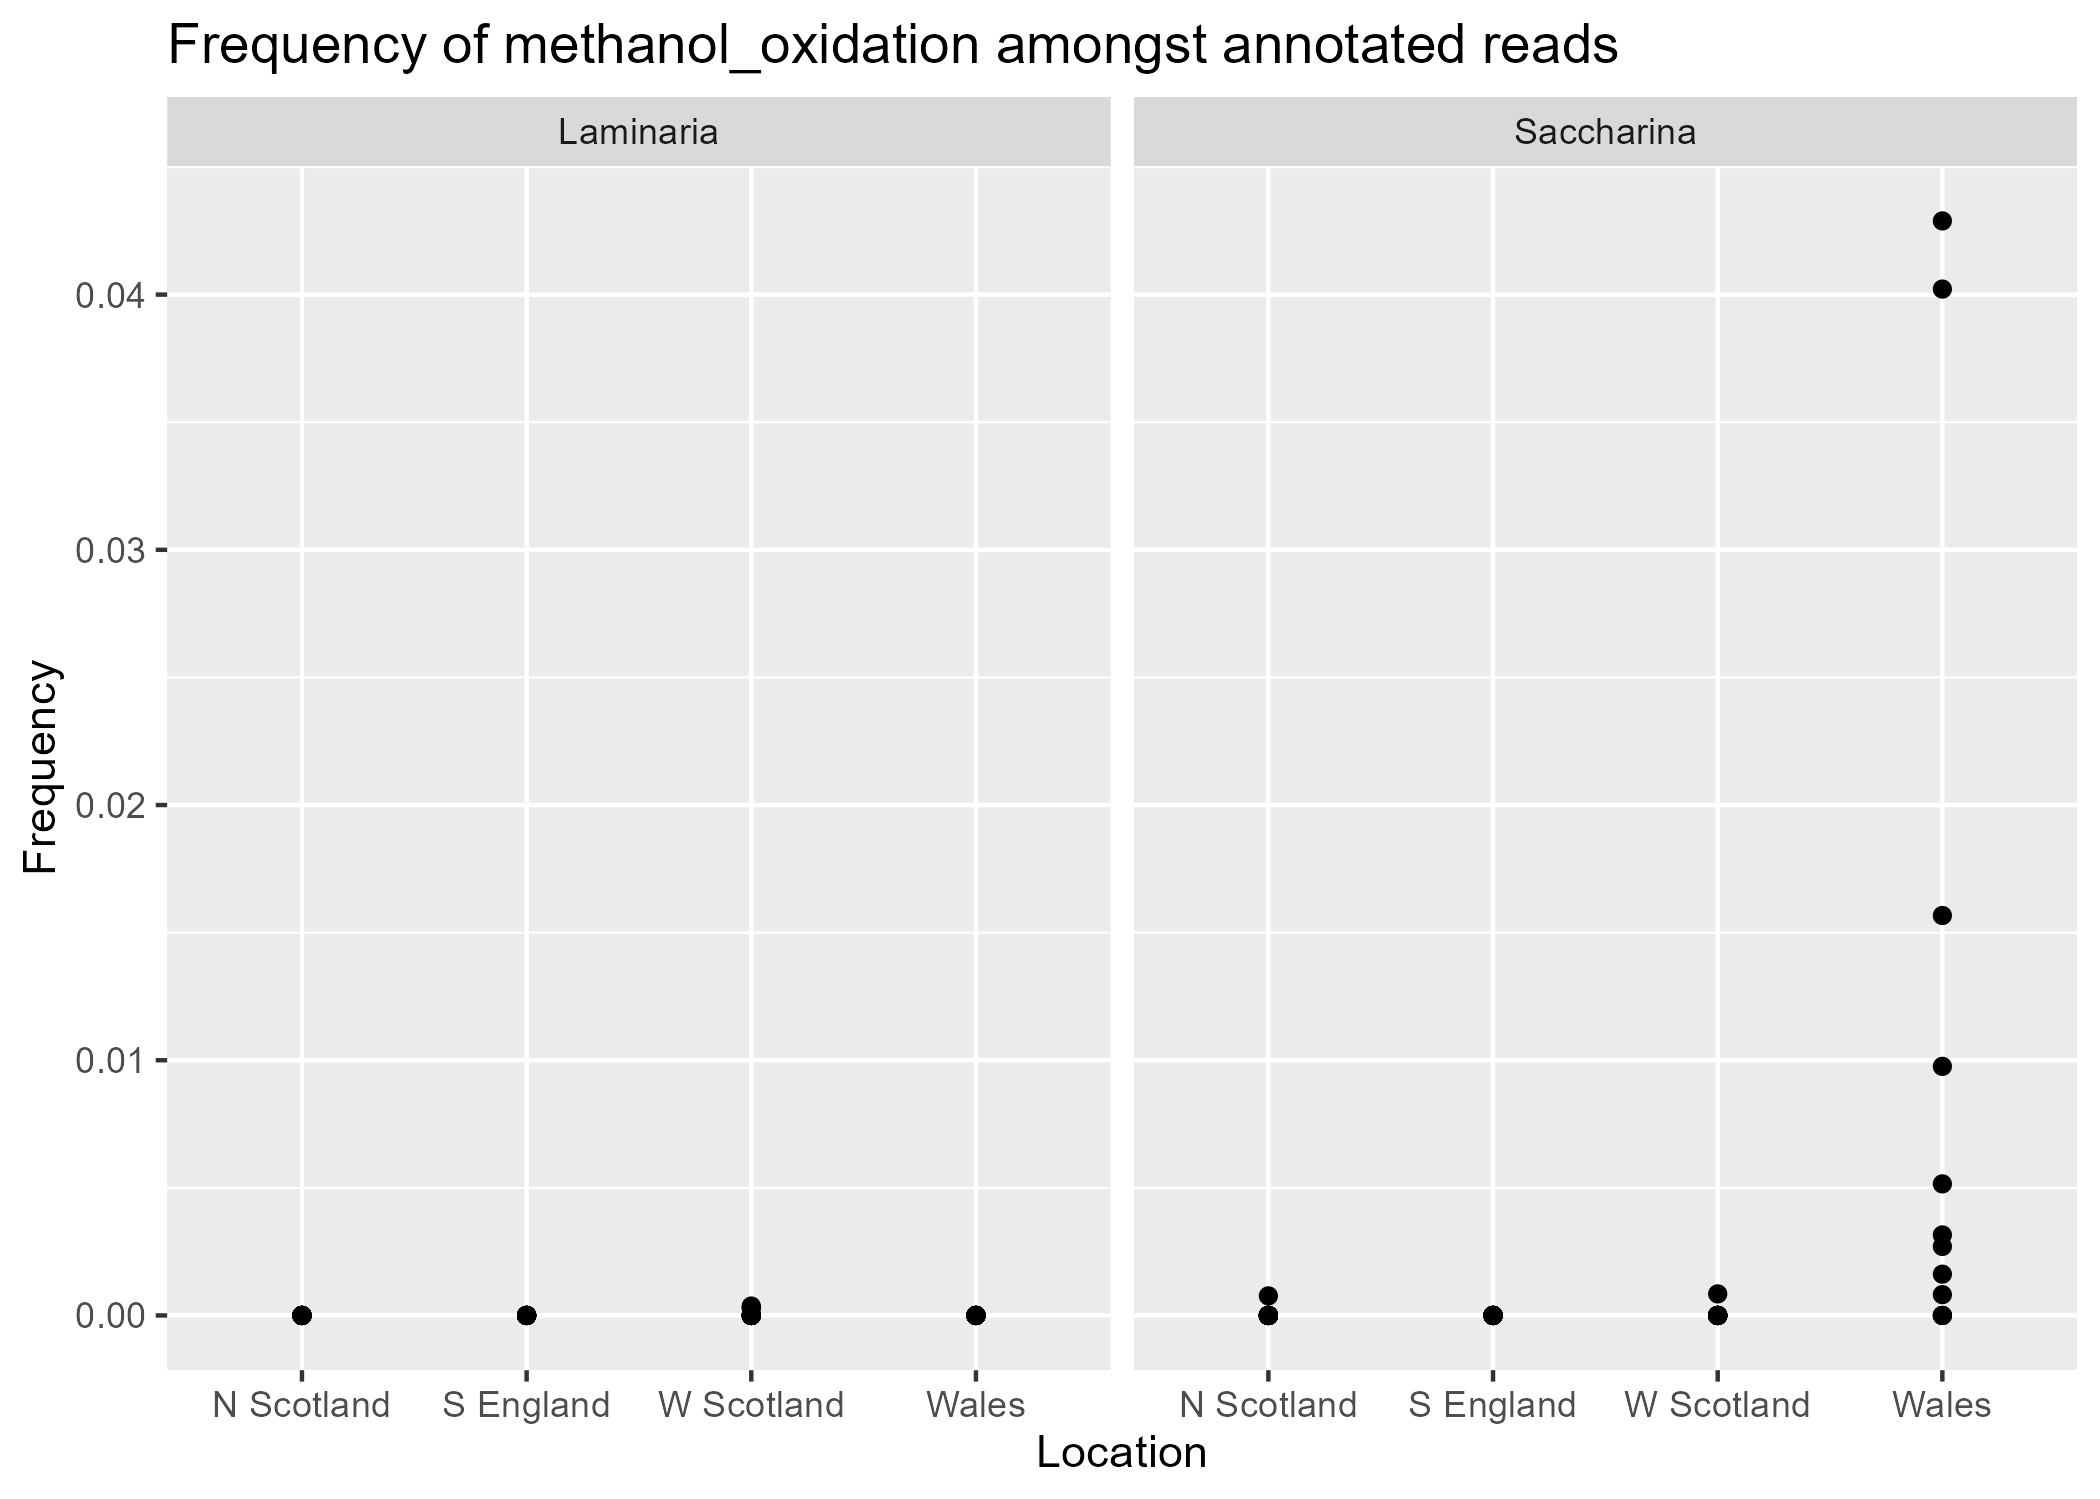 Frequency of methanol_oxidation amongst annotated reads
Laminaria
Saccharina
Frequency
0.04
0.03
0.02
0.01
0.00
N Scotland S England W Scotland Wales
N Scotland S England W Scotland Wales
Location